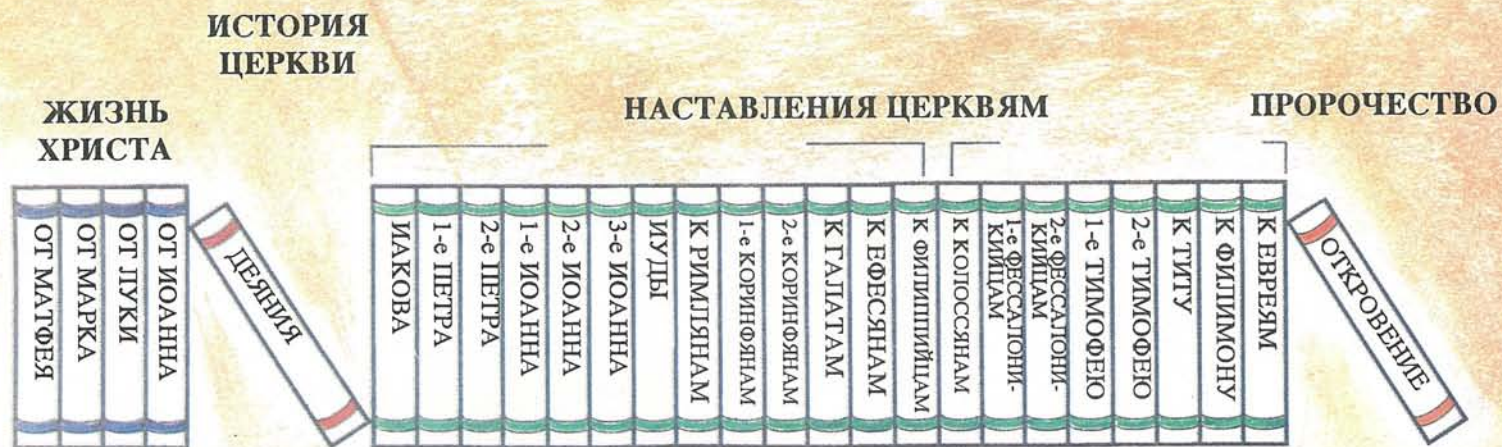 ИСТОРИЯ
ЦЕРКВИ
ЖИЗНЬ
ХРИСТА
НАСТАВЛЕНИЯ ЦЕРКВЯМ
ПРОРОЧЕСТВО
ОТ МАТФЕЯ
ОТ МАРКА
ОТ ЛУКИ
ОТ ИОАННА
ДЕЯНИЯ
ИАКОВА
1-е ПЕТРА
2-е ПЕТРА
1-е ИОАННА
2-е ИОАННА
3-е ИОАННА
ИУДЫ
К РИМЛЯНАМ
1-е КОРИНФЯНАМ
2-е КОРИНФЯНАМ
К ГАЛАТАМ
К ЕФЕСЯНАМ
К ФИЛИППИЙЦАМ
К КОЛОССЯНАМ
1-е ФЕССАЛОНИ-
КИЙЦАМ
2-е ФЕССАЛОНИ-
КИЙЦАМ
1-е ТИМОФЕЮ
2-е ТИМОФЕЮ
К ТИТУ
К ФИЛИМОНУ
К ЕВРЕЯМ
ОТКРОВЕНИЕ